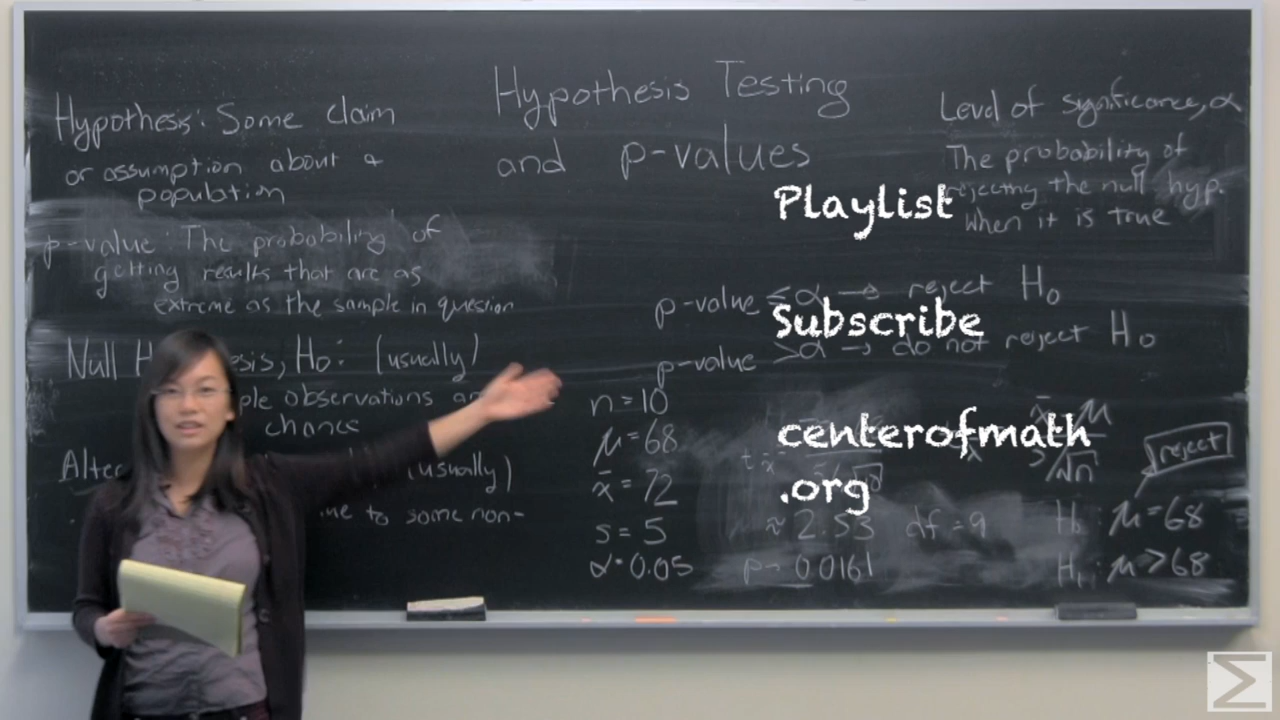 Hypothesis Testing
and p-values
Hypothesis: Some claim
or assumption about a
population
p-value: The probability of
getting results that are as
extreme as the sample in question
Null H sis, H₀: (usually)
ple observations a
chance
Alte (usually)
to some non-
Level of significance, α
The probability of
rejecting the null hyp.
when it is true
p-value ≤ α → reject H₀
p-value > α → do not reject H₀
n = 10
μ = 68
x̄ = 72
s = 5
α = 0.05
≈ 2.53 df = 9
p= 0.0161
x̄ - μ
s/√n
reject
H : μ = 68
H₁: μ > 68
Playlist
Subscribe
centerofmath
.org
Σ